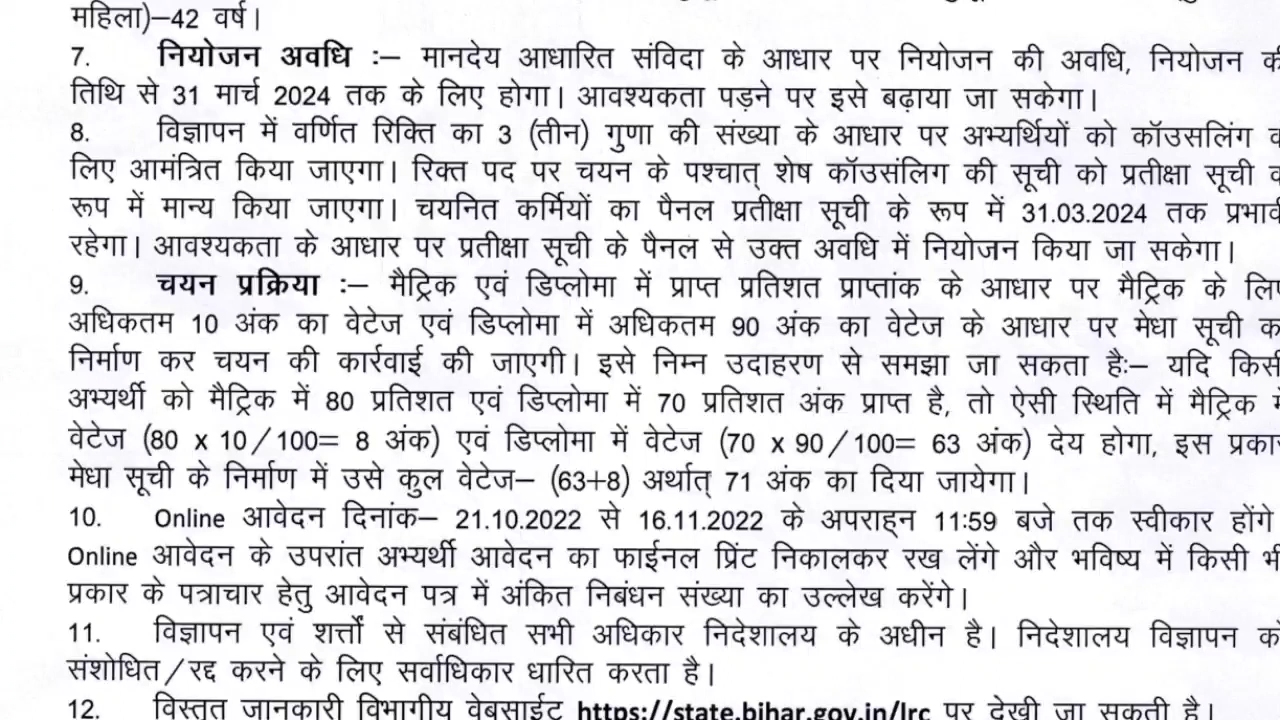 महिला)–42 वर्ष।
7. नियोजन अवधि :– मानदेय आधारित संविदा के आधार पर नियोजन की अवधि, नियोजन
तिथि से 31 मार्च 2024 तक के लिए होगा। आवश्यकता पड़ने पर इसे बढ़ाया जा सकेगा।
8. विज्ञापन में वर्णित रिक्ति का 3 (तीन) गुणा की संख्या के आधार पर अभ्यर्थियों को कॉउसलिंग
लिए आमंत्रित किया जाएगा। रिक्त पद पर चयन के पश्चात् शेष कॉउसंलिग की सूची को प्रतीक्षा सूची
रूप में मान्य किया जाएगा। चयनित कर्मियों का पैनल प्रतीक्षा सूची के रूप में 31.03.2024 तक
रहेगा। आवश्यकता के आधार पर प्रतीक्षा सूची के पैनल से उक्त अवधि में नियोजन किया जा सकेगा।
9. चयन प्रक्रिया :– मैट्रिक एवं डिप्लोमा में प्राप्त प्रतिशत प्राप्तांक के आधार पर मैट्रिक के
अधिकतम 10 अंक का वेटेज एवं डिप्लोमा में अधिकतम 90 अंक का वेटेज के आधार पर मेधा सूची
निर्माण कर चयन की कार्रवाई की जाएगी। इसे निम्न उदाहरण से समझा जा सकता हैः– यदि
अभ्यर्थी को मैट्रिक में 80 प्रतिशत एवं डिप्लोमा में 70 प्रतिशत अंक प्राप्त है, तो ऐसी स्थिति में मैट्रिक
वेटेज (80 x 10/100= 8 अंक) एवं डिप्लोमा में वेटेज (70 x 90/100= 63 अंक) देय होगा, इस प्रकार
मेधा सूची के निर्माण में उसे कुल वेटेज– (63+8) अर्थात् 71 अंक का दिया जायेगा।
10. Online आवेदन दिनांक– 21.10.2022 से 16.11.2022 के अपराह्न 11:59 बजे तक स्वीकार होंगे
Online आवेदन के उपरांत अभ्यर्थी आवेदन का फाईनल प्रिंट निकालकर रख लेंगे और भविष्य में किसी
प्रकार के पत्राचार हेतु आवेदन पत्र में अंकित निबंधन संख्या का उल्लेख करेंगे।
11. विज्ञापन एवं शर्त्तो से संबंधित सभी अधिकार निदेशालय के अधीन है। निदेशालय विज्ञापन
संशोधित/रद्द करने के लिए सर्वाधिकार धारित करता है।
12. विस्तृत जानकारी विभागीय वेबसाईट https://state.bihar.gov.in/lrc पर देखी जा सकती है।